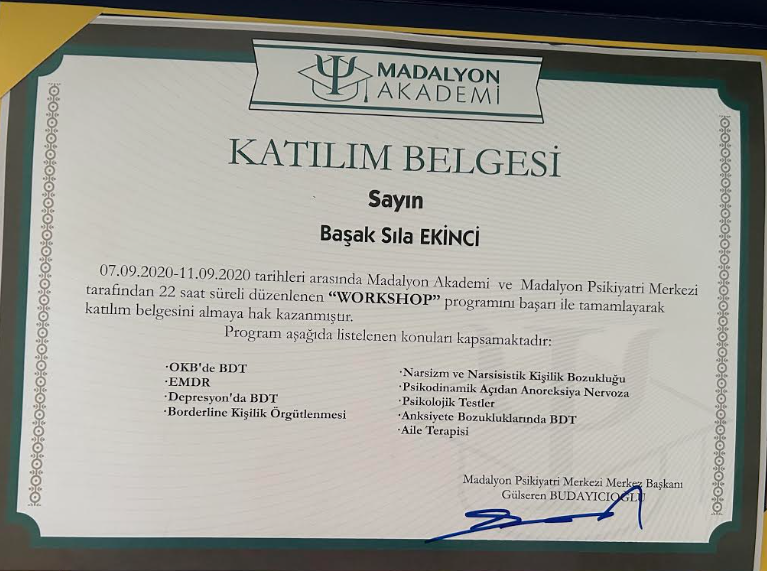 MADALYON
AKADEMİ
KATILIM BELGESİ
Sayın
Başak Sıla EKİNCİ
07.09.2020-11.09.2020 tarihleri arasında Madalyon Akademi ve Madalyon Psikiyatri Merkezi
tarafından 22 saat süreli düzenlenen “WORKSHOP” programını başarı ile tamamlayarak
katılım belgesini almaya hak kazanmıştır.
Program aşağıda listelenen konuları kapsamaktadır:
·OKB'de BDT
·EMDR
·Depresyon'da BDT
·Borderline Kişilik Örgütlenmesi
·Narsizm ve Narsisistik Kişilik Bozukluğu
·Psikodinamik Açıdan Anoreksiya Nervoza
·Psikolojik Testler
·Anksiyete Bozukluklarında BDT
·Aile Terapisi
Madalyon Psikiyatri Merkezi Merkez Başkanı
Gülseren BUDAYICIOĞLU